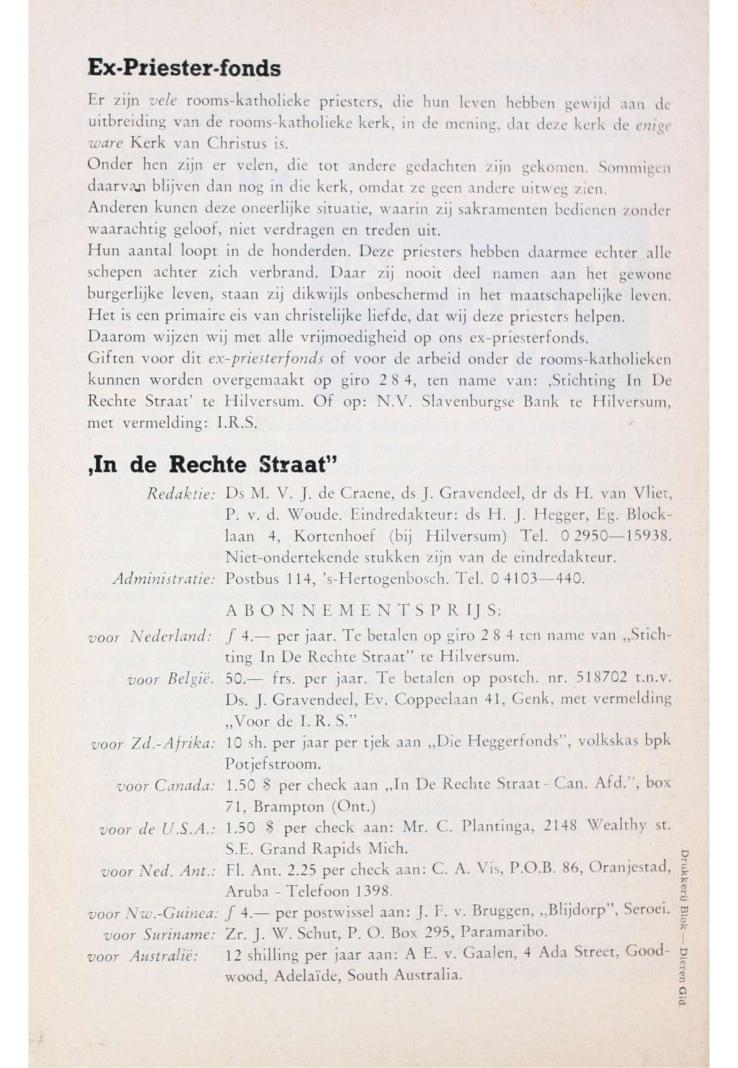 Ex-Priester-fonds
Er zijn vele rooms-katholieke priesters, die hun leven hebben gewijd aan de
uitbreiding van de rooms-katholieke kerk, in de mening, dat deze kerk de enige
ware Kerk van Christus is.
Onder hen zijn er velen, die tot andere gedachten zijn gekomen. Sommigen
daarvan blijven dan nog in die kerk, omdat ze geen andere uitweg zien.
Anderen kunen deze oneerlijke situatie, waarin zij sakramenten bedienen zonder
waarachtig geloof, niet verdragen en treden uit.
Hun aantal loopt in de honderden. Deze priesters hebben daarmee echter alle
schepen achter zich verbrand. Daar zij nooit deel namen aan het gewone
burgerlijke leven, staan zij dikwijls onbeschermd in het maatschapelijke leven.
Het is een primaire eis van christelijke liefde, dat wij deze priesters helpen.
Daarom wijzen wij met alle vrijmoedigheid op ons ex-priesterfonds.
Giften voor dit ex-priesterfonds of voor de arbeid onder de rooms-katholieken
kunnen worden overgemaakt op giro 2 8 4, ten name van: ‚Stichting In De
Rechte Straat' te Hilversum. Of op: N.V. Slavenburgse Bank te Hilversum,
met vermelding: I.R.S.
‚In de Rechte Straat”
Redaktie: Ds M. V. J. de Craene, ds J. Gravendeel, dr ds H. van Vliet,
P. v. d. Woude. Eindredakteur: ds H. J. Hegger, Eg. Block-
laan 4, Kortenhoef (bij Hilversum) Tel. 0 2950—15938.
Niet-ondertekende stukken zijn van de eindredakteur.
Administratie: Postbus 114, 's-Hertogenbosch. Tel. 0 4103—440.
ABONNEMENTSPRIJS:
voor Nederland: f 4.— per jaar. Te betalen op giro 2 8 4 ten name van „Stich-
ting In De Rechte Straat” te Hilversum.
voor België. 50.— frs. per jaar. Te betalen op postch. nr. 518702 t.n.v.
Ds. J. Gravendeel, Ev. Coppeelaan 41, Genk, met vermelding
„Voor de I. R. S.”
voor Zd.-Afrika: 10 sh. per jaar per tjek aan „Die Heggerfonds”, volkskas bpk
Potjefstroom.
voor Canada: 1.50 $ per check aan „In De Rechte Straat - Can. Afd.”, box
71, Brampton (Ont.)
voor de U.S.A.: 1.50 $ per check aan: Mr. C. Plantinga, 2148 Wealthy st.
S.E. Grand Rapids Mich.
voor Ned. Ant.: Fl. Ant. 2.25 per check aan: C. A. Vis, P.O.B. 86, Oranjestad,
Aruba - Telefoon 1398.
voor Nw.-Guinea: f 4.— per postwissel aan: J. F. v. Bruggen, „Blijdorp”, Seroei.
voor Suriname: Zr. J. W. Schut, P. O. Box 295, Paramaribo.
voor Australië: 12 shilling per jaar aan: A E. v. Gaalen, 4 Ada Street, Good-
wood, Adelaïde, South Australia.
Drukkerij Blok — Dieren Gld.